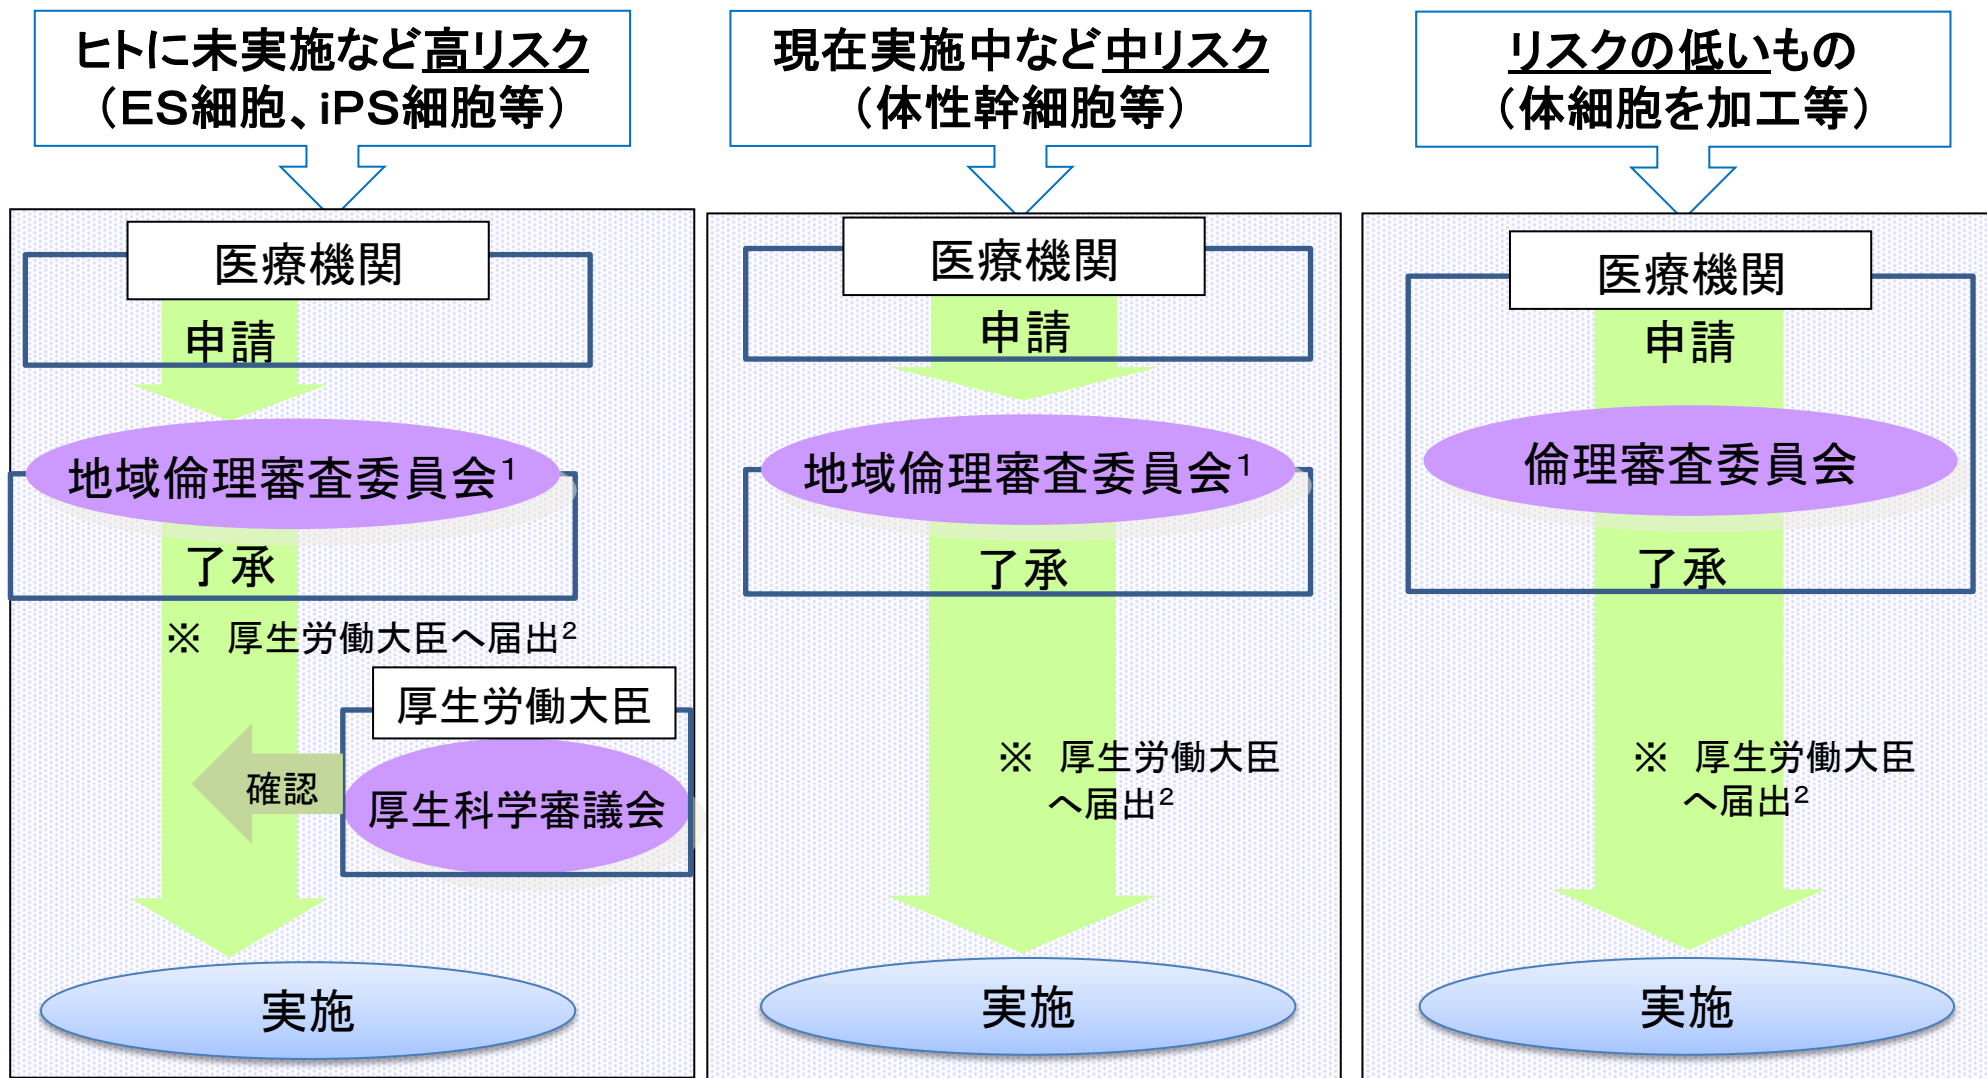 ヒトに未実施など高リスク
（ES細胞、iPS細胞等）
医療機関
申請
地域倫理審査委員会¹
了承
※　厚生労働大臣へ届出²
厚生労働大臣
確認
厚生科学審議会
実施
現在実施中など中リスク
（体性幹細胞等）
医療機関
申請
地域倫理審査委員会¹
了承
※　厚生労働大臣
へ届出²
実施
リスクの低いもの
（体細胞を加工等）
医療機関
申請
倫理審査委員会
了承
※　厚生労働大臣
へ届出²
実施